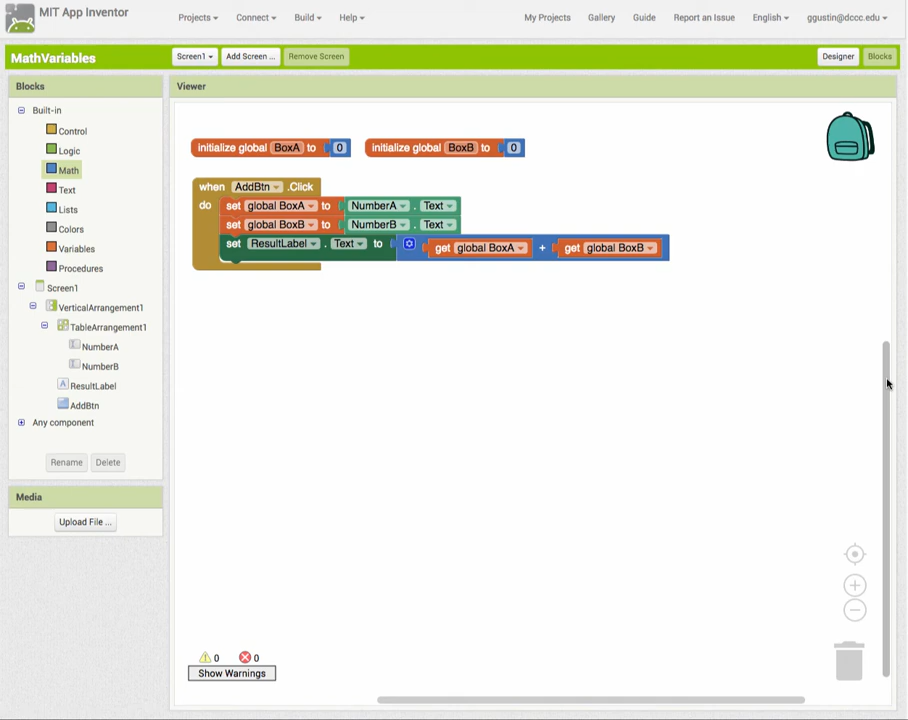 MIT App Inventor
Projects Connect Build Help My Projects Gallery Guide Report an Issue English ggustin@dccc.edu
MathVariables Screen1 Add Screen ... Remove Screen Designer Blocks
Blocks
Viewer
Built-in
Control
Logic
Math
Text
Lists
Colors
Variables
Procedures
Screen1
VerticalArrangement1
TableArrangement1
NumberA
NumberB
A ResultLabel
AddBtn
Any component
Rename Delete
Media
Upload File ...
initialize global BoxA to 0 initialize global BoxB to 0
when AddBtn .Click
do set global BoxA to NumberA . Text
set global BoxB to NumberB . Text
set ResultLabel . Text to get global BoxA + get global BoxB
0 0
Show Warnings